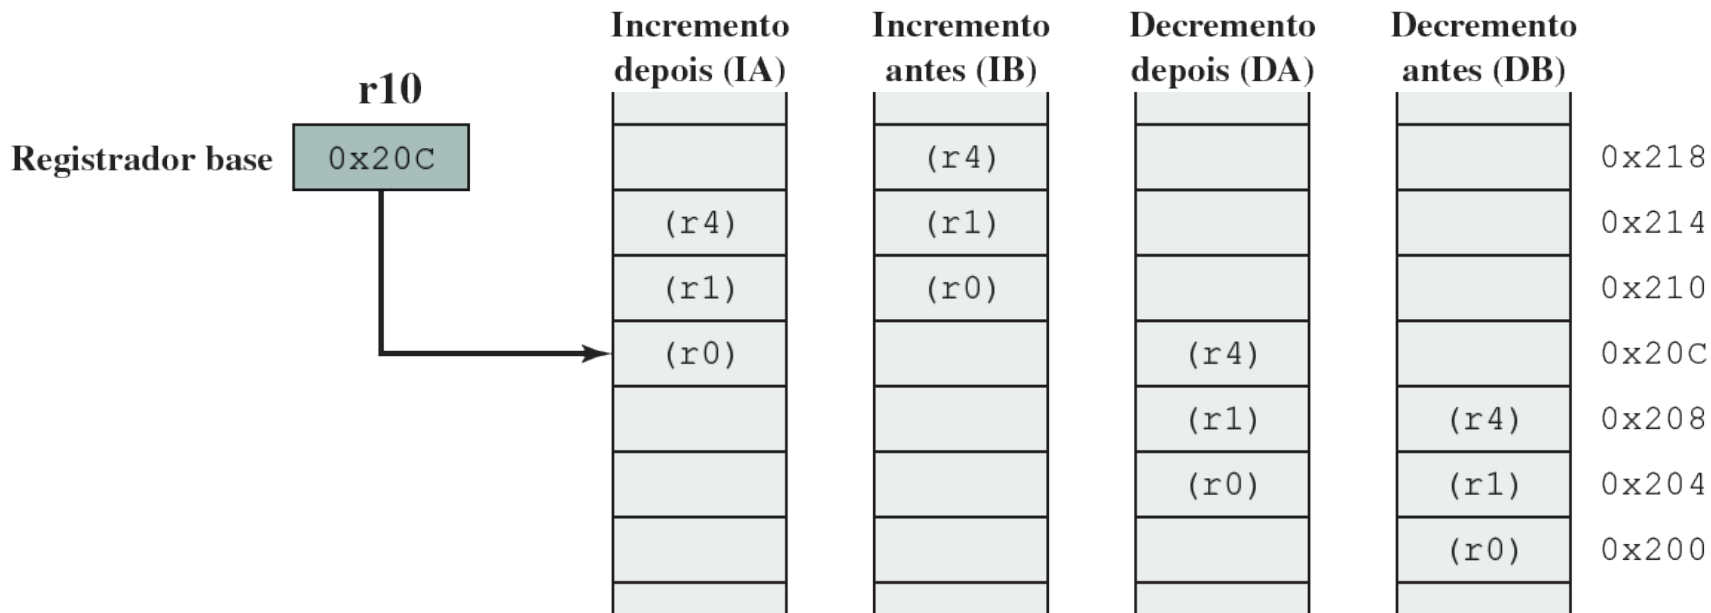 Incremento Incremento Decremento Decremento
depois (IA) antes (IB) depois (DA) antes (DB)
r10
Registrador base 0x20C (r4) 0x218
(r4) (r1) 0x214
(r1) (r0) 0x210
(r0) (r4) 0x20C
(r1) (r4) 0x208
(r0) (r1) 0x204
(r0) 0x200